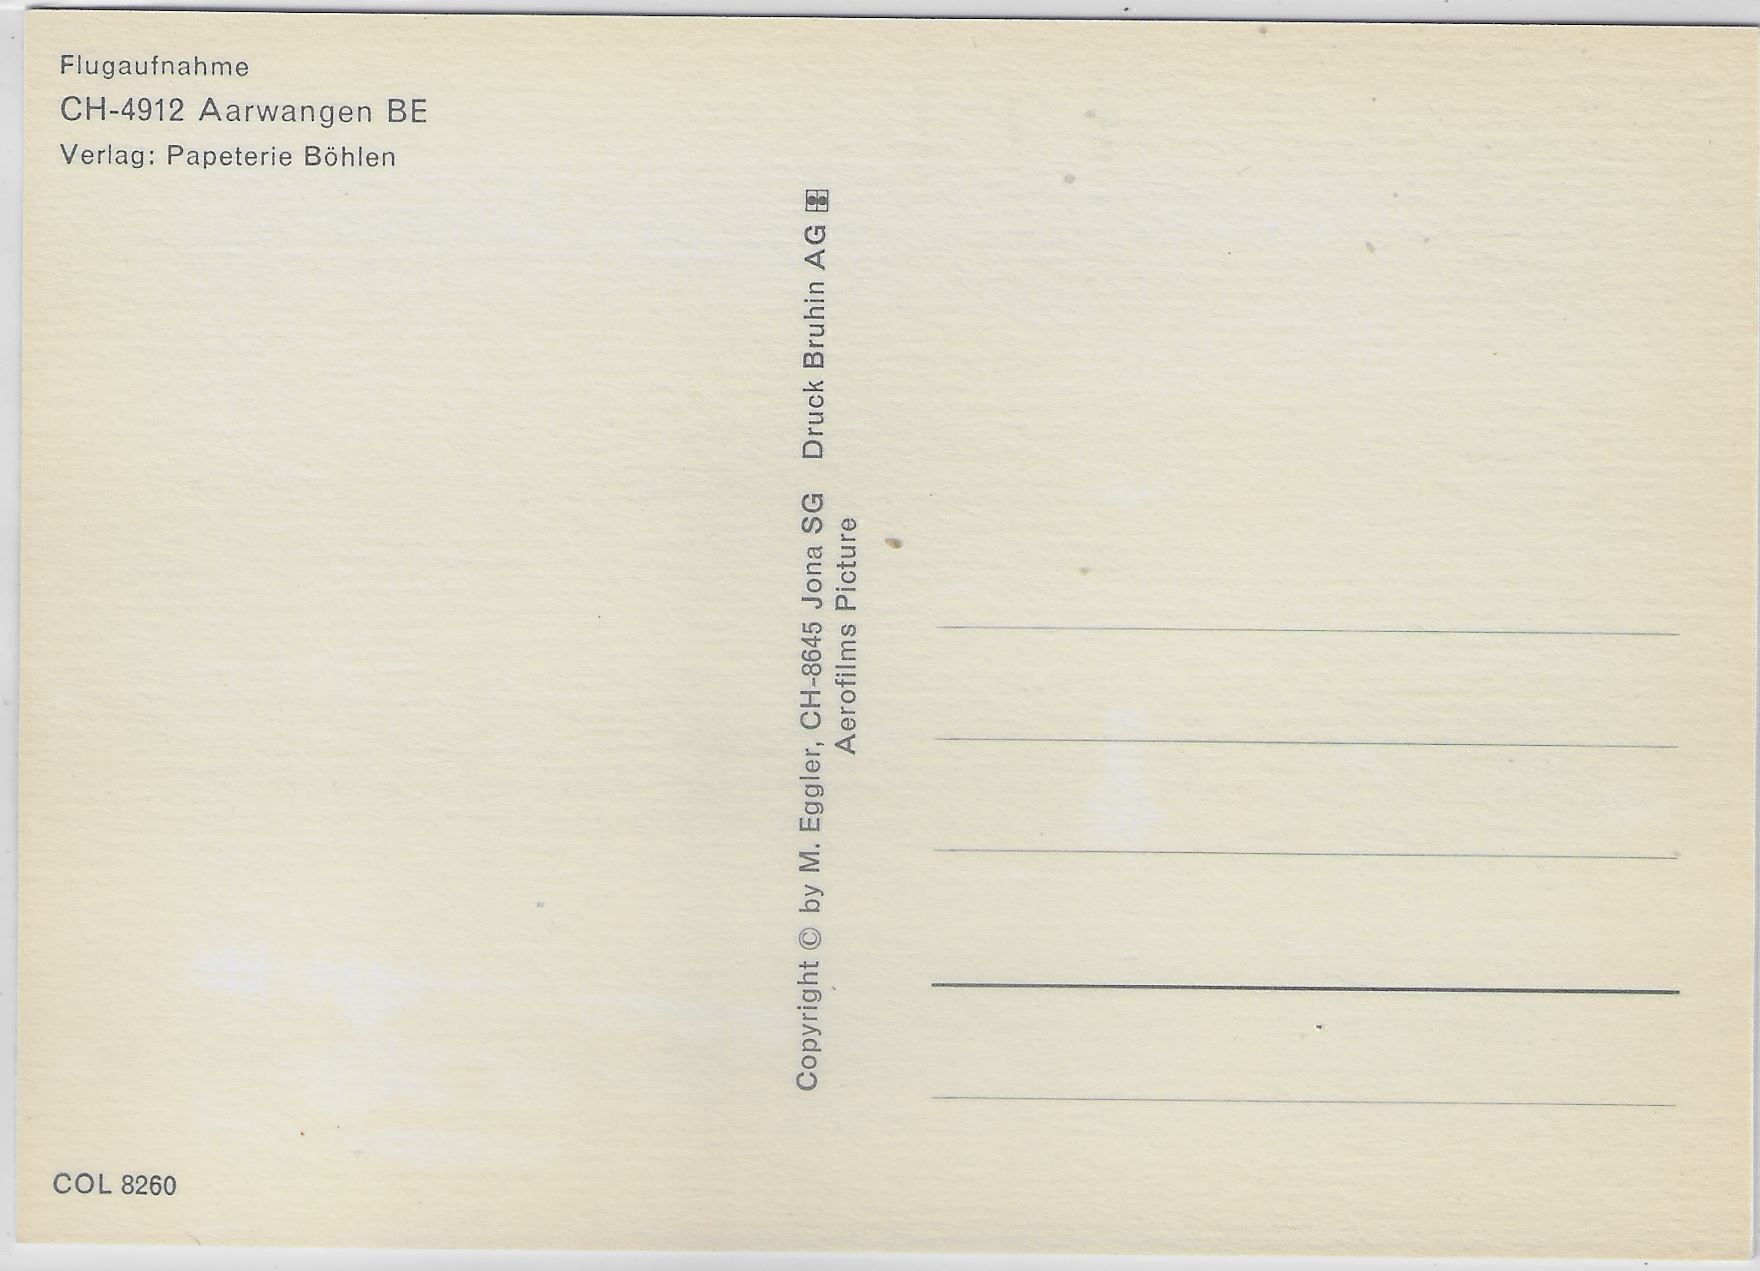 Flugaufnahme
CH-4912 Aarwangen BE
Verlag: Papeterie Böhlen
Copyright © by M. Eggler, CH-8645 Jona SG Druck Bruhin AG
Aerofilms Picture
COL 8260